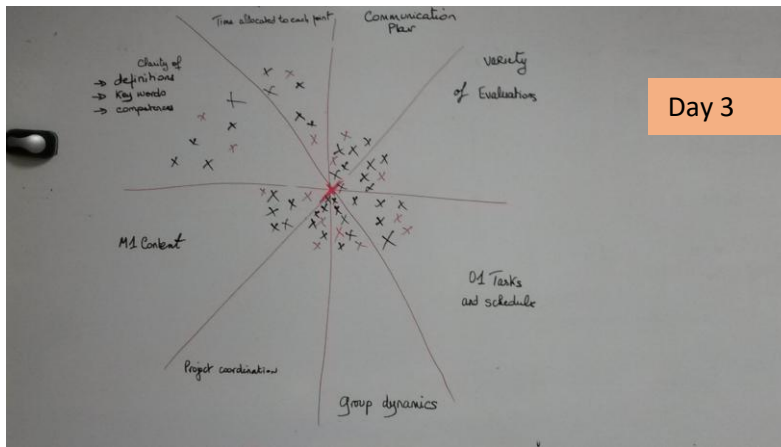 Time allocated to each point
Communication
Plan
Clarity of
→ definitions
→ Key words
→ competences
Variety
of Evaluations
Day 3
M1 Content
O1 Tasks
and schedule
Project coordination
Group dynamics